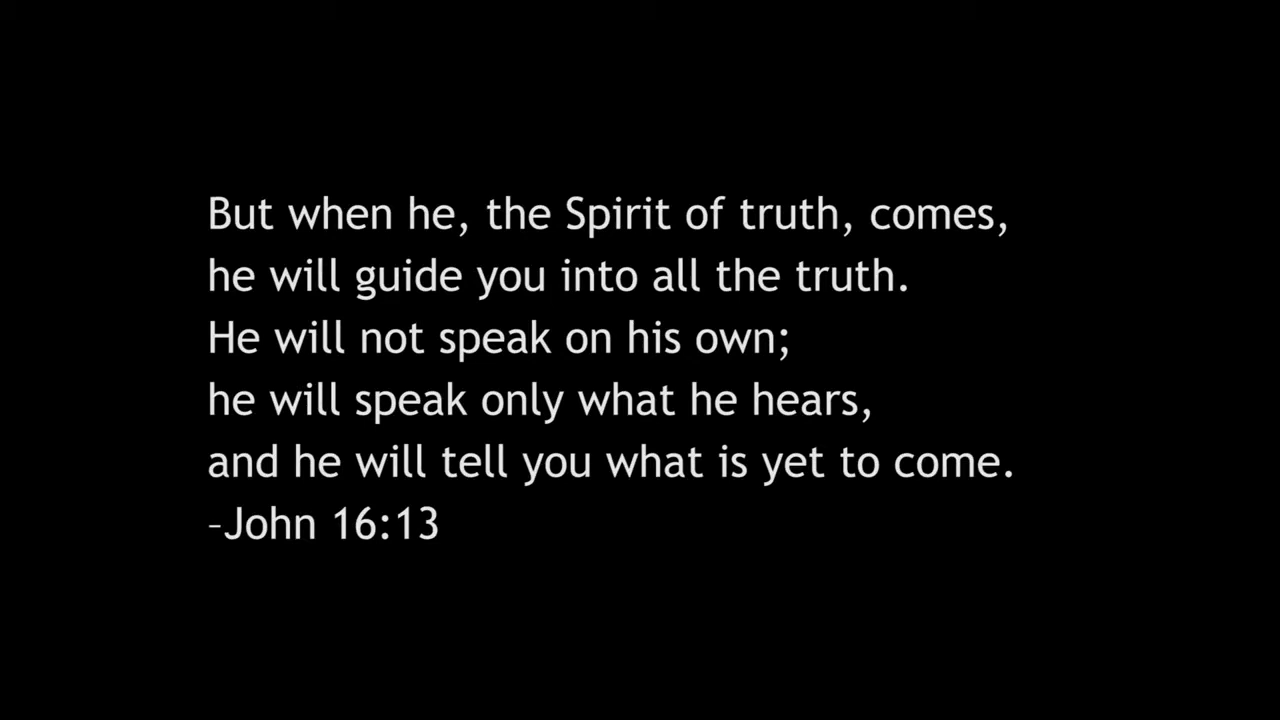 But when he, the Spirit of truth, comes,
he will guide you into all the truth.
He will not speak on his own;
he will speak only what he hears,
and he will tell you what is yet to come.
–John 16:13